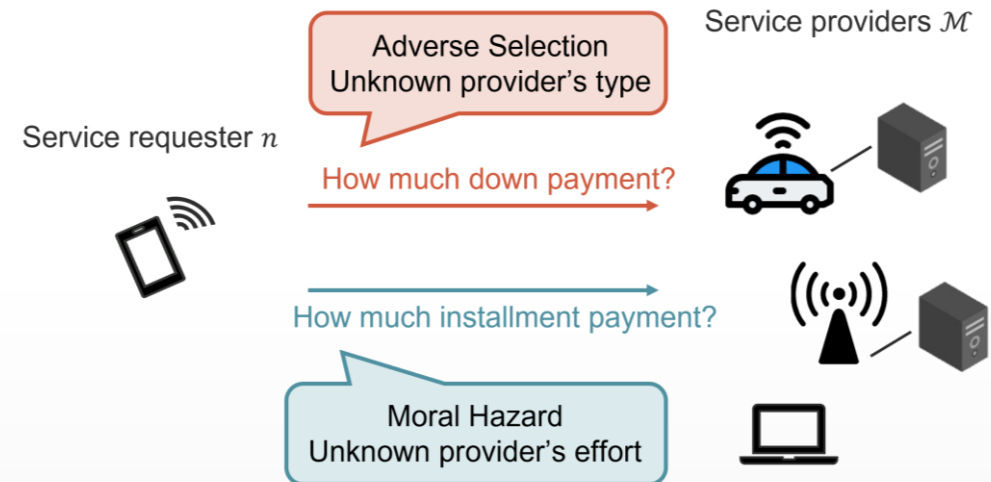 Service providers ℳ
Adverse Selection
Unknown provider's type
Service requester 𝑛
How much down payment?
How much installment payment?
Moral Hazard
Unknown provider's effort